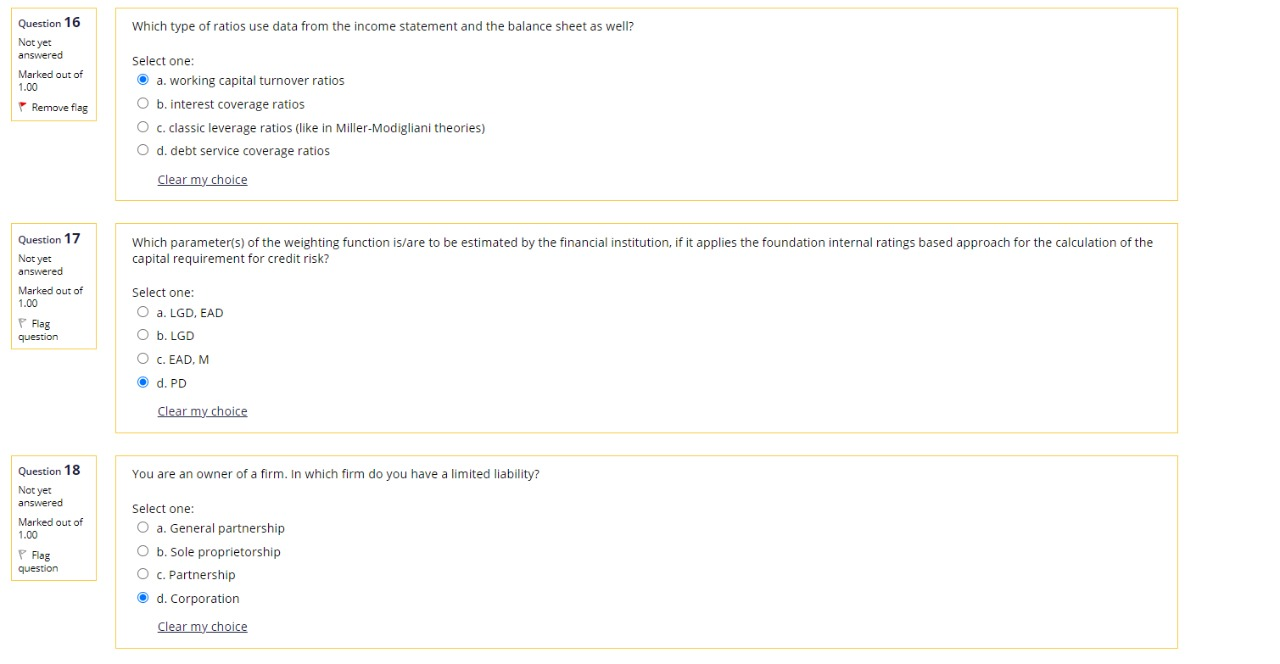 Question 16
Not yet
answered
Marked out of
1.00
Remove flag
Which type of ratios use data from the income statement and the balance sheet as well?
Select one:
a. working capital turnover ratios
b. interest coverage ratios
c. classic leverage ratios (like in Miller-Modigliani theories)
d. debt service coverage ratios
Clear my choice
Question 17
Not yet
answered
Marked out of
1.00
Flag
question
Which parameter(s) of the weighting function is/are to be estimated by the financial institution, if it applies the foundation internal ratings based approach for the calculation of the
capital requirement for credit risk?
Select one:
a. LGD, EAD
b. LGD
c. EAD, M
d. PD
Clear my choice
Question 18
Not yet
answered
Marked out of
1.00
Flag
question
You are an owner of a firm. In which firm do you have a limited liability?
Select one:
a. General partnership
b. Sole proprietorship
c. Partnership
d. Corporation
Clear my choice